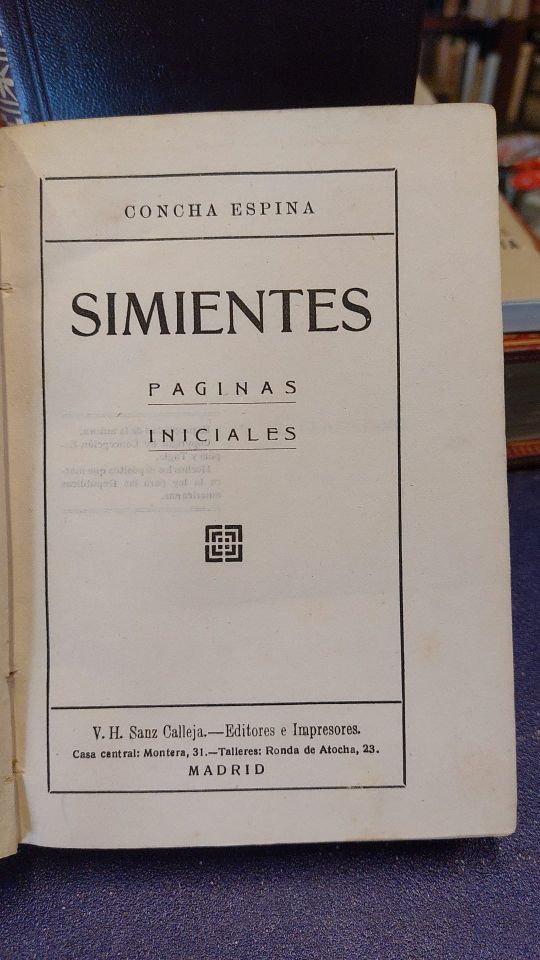 CONCHA ESPINA
SIMIENTES
PAGINAS
INICIALES
V. H. Sanz Calleja.—Editores e Impresores.
Casa central: Montera, 31.—Talleres: Ronda de Atocha, 23.
MADRID